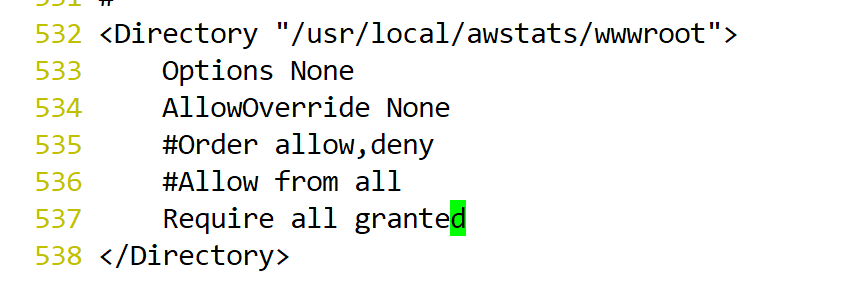 531 #
532 <Directory "/usr/local/awstats/wwwroot">
533     Options None
534     AllowOverride None
535     #Order allow,deny
536     #Allow from all
537     Require all granted
538 </Directory>